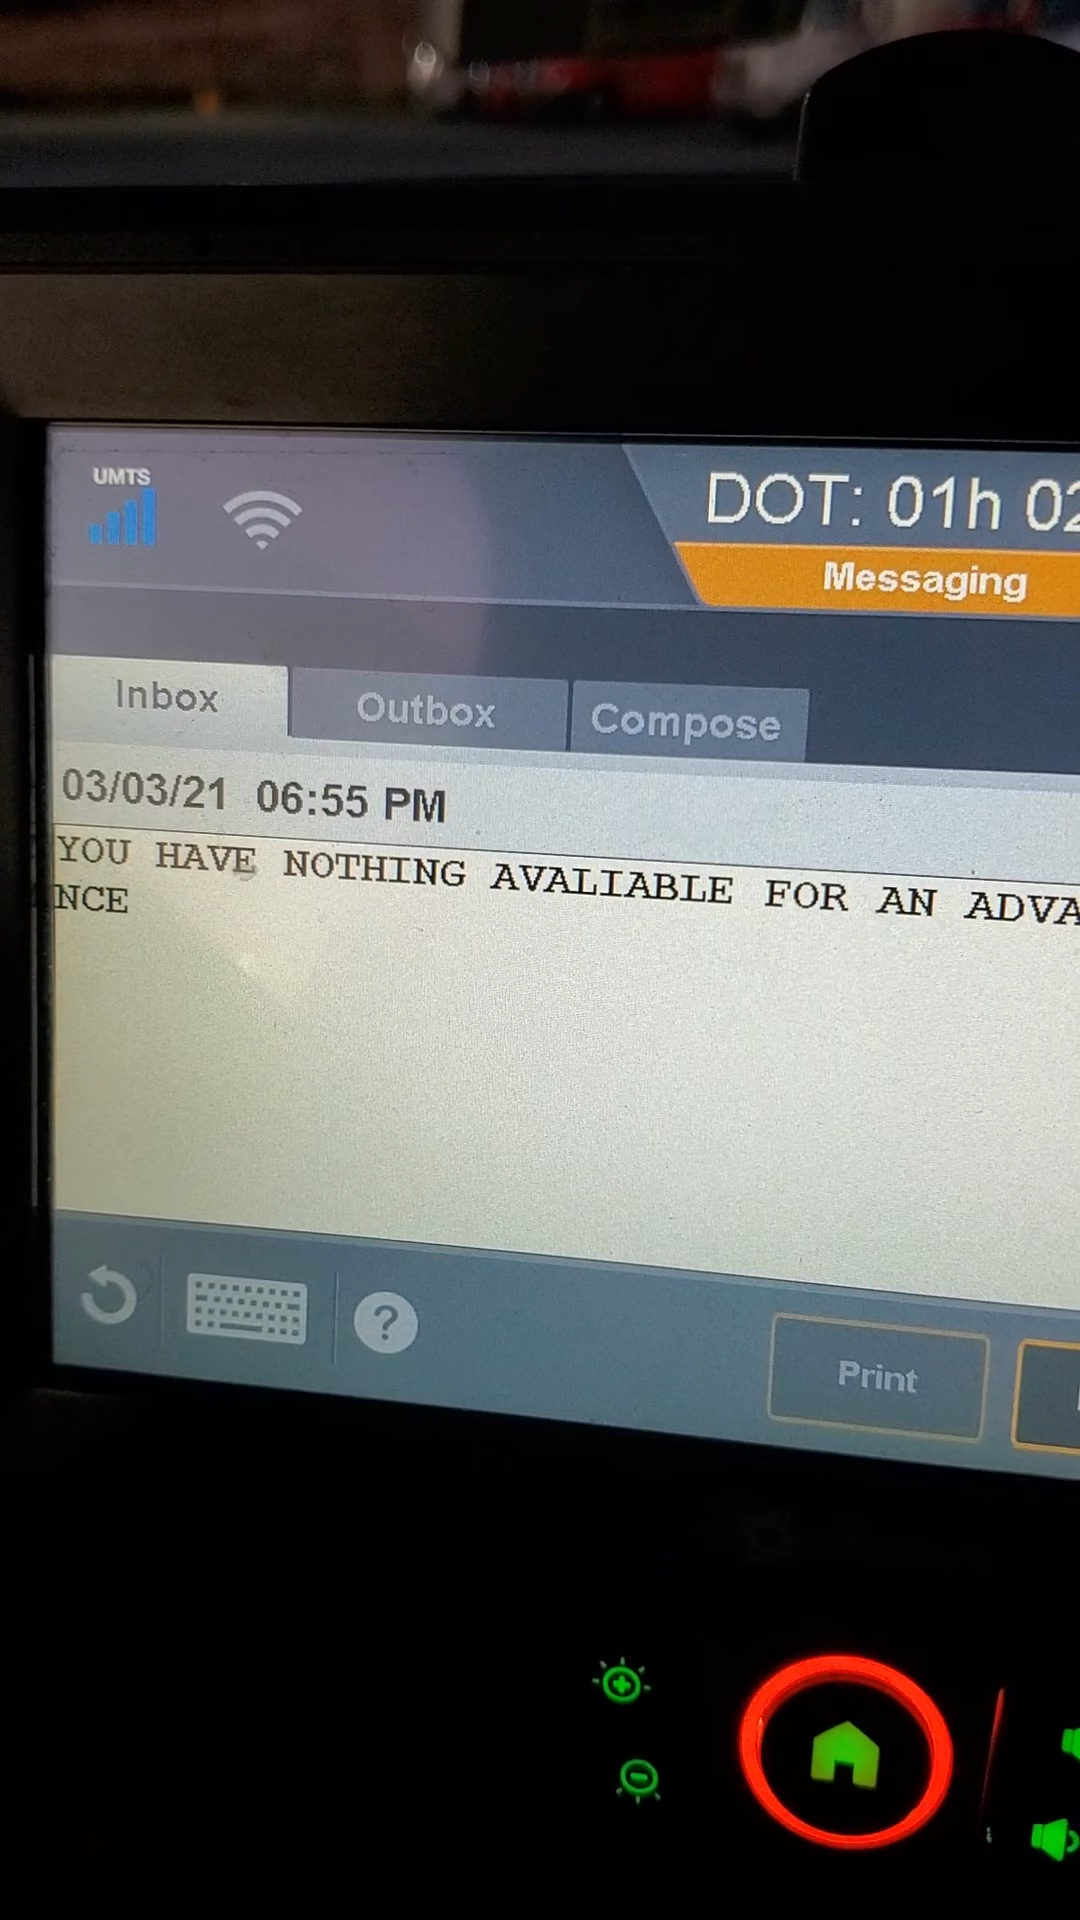 UMTS
DOT: 01h 02
Messaging
Inbox Outbox Compose
03/03/21 06:55 PM
YOU HAVE NOTHING AVALIABLE FOR AN ADVA
NCE
?
Print